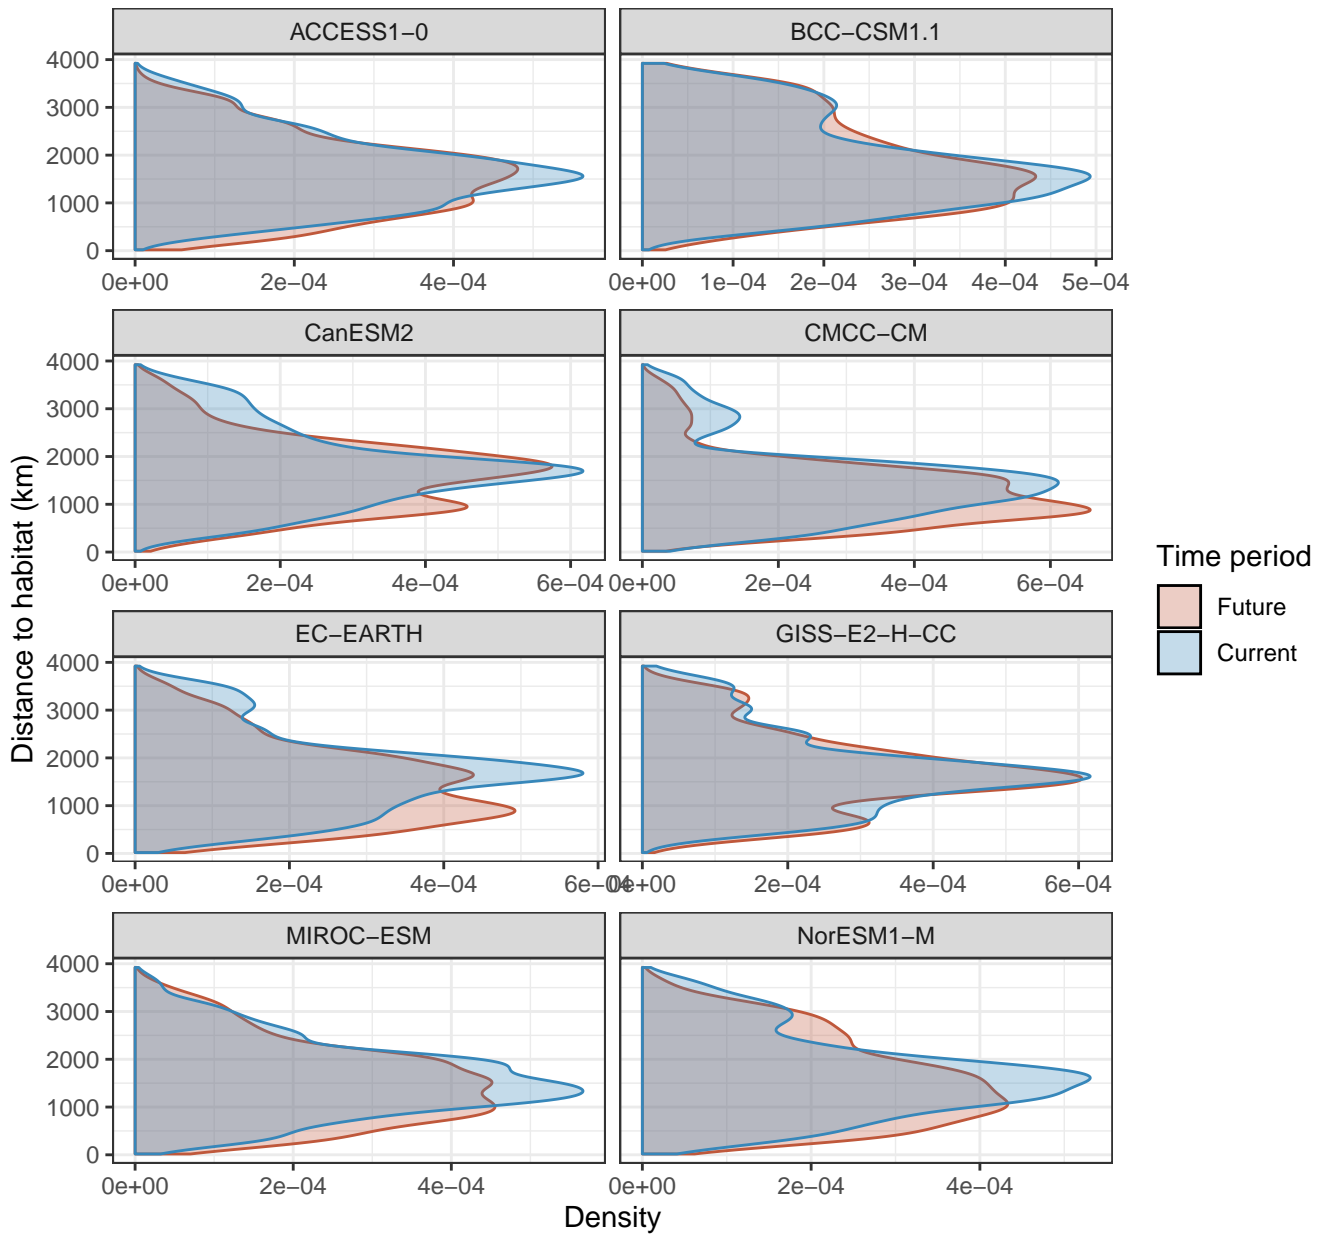 ACCESS1−0
BCC−CSM1.1
4000
3000
2000
1000
0
0e+00 2e−04 4e−04
0e+00 1e−04 2e−04 3e−04 4e−04 5e−04
CanESM2
CMCC−CM
4000
3000
2000
1000
0
0e+00 2e−04 4e−04 6e−04
0e+00 2e−04 4e−04 6e−04
EC−EARTH
GISS−E2−H−CC
4000
3000
2000
1000
0
0e+00 2e−04 4e−04 6e−04
0e+00 2e−04 4e−04 6e−04
MIROC−ESM
NorESM1−M
4000
3000
2000
1000
0
0e+00 2e−04 4e−04
0e+00 2e−04 4e−04
Density
Distance to habitat (km)
Time period
Future
Current